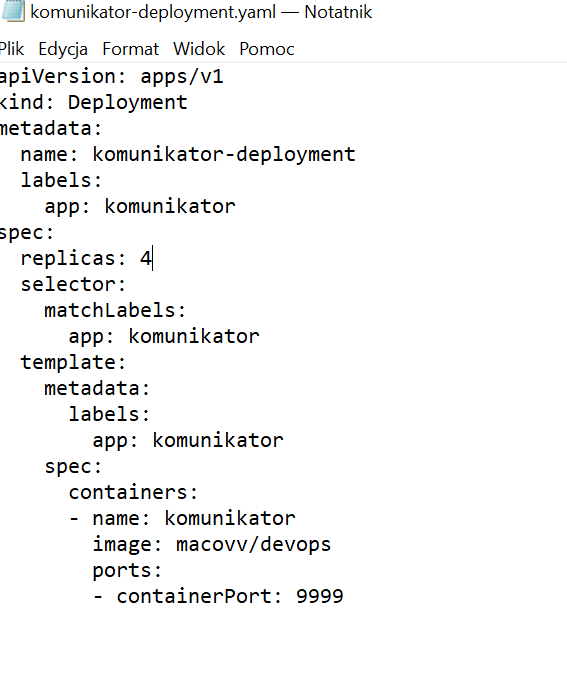 komunikator-deployment.yaml — Notatnik
Plik Edycja Format Widok Pomoc
apiVersion: apps/v1
kind: Deployment
metadata:
  name: komunikator-deployment
  labels:
    app: komunikator
spec:
  replicas: 4
  selector:
    matchLabels:
      app: komunikator
  template:
    metadata:
      labels:
        app: komunikator
    spec:
      containers:
      - name: komunikator
        image: macovv/devops
        ports:
        - containerPort: 9999